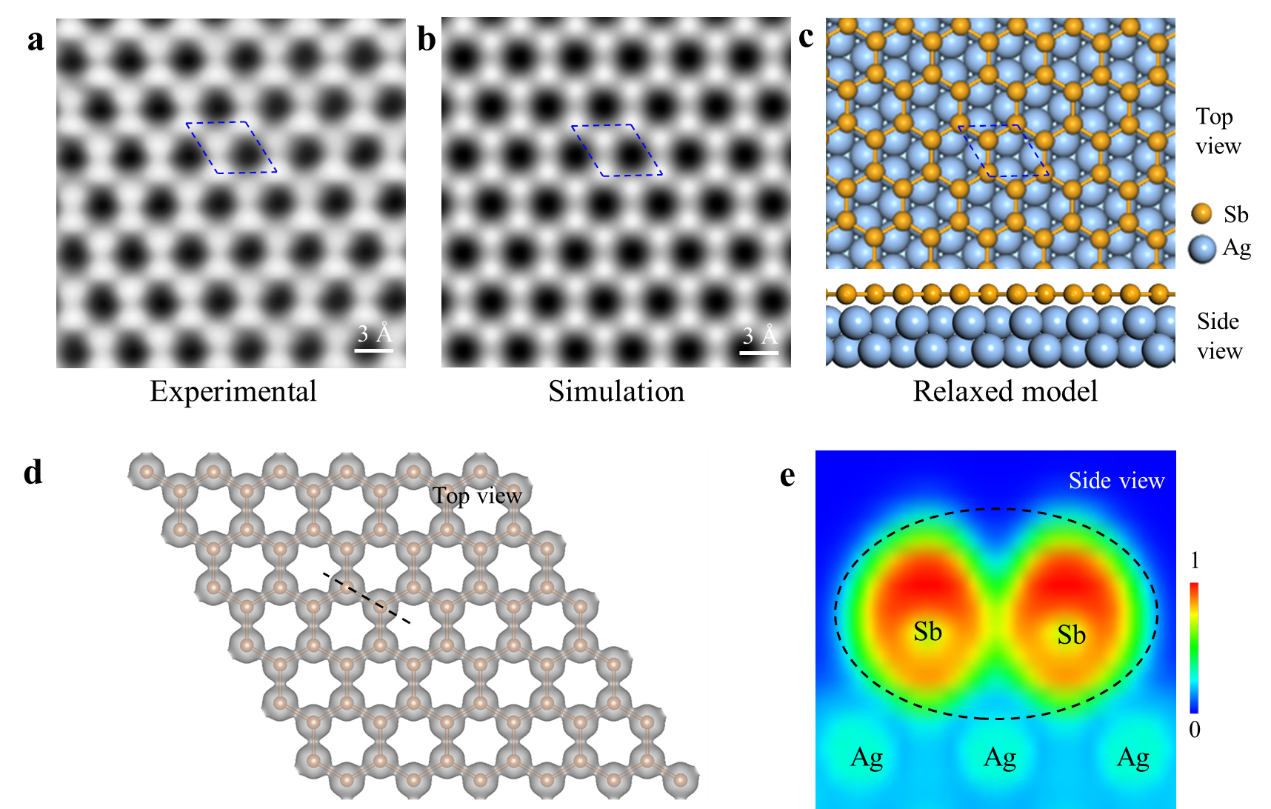 a
b
c
3 Å
3 Å
Top
view
Sb
Ag
Side
view
Experimental
Simulation
Relaxed model
d
Top view
e
Side view
Sb
Sb
Ag
Ag
Ag
1
0